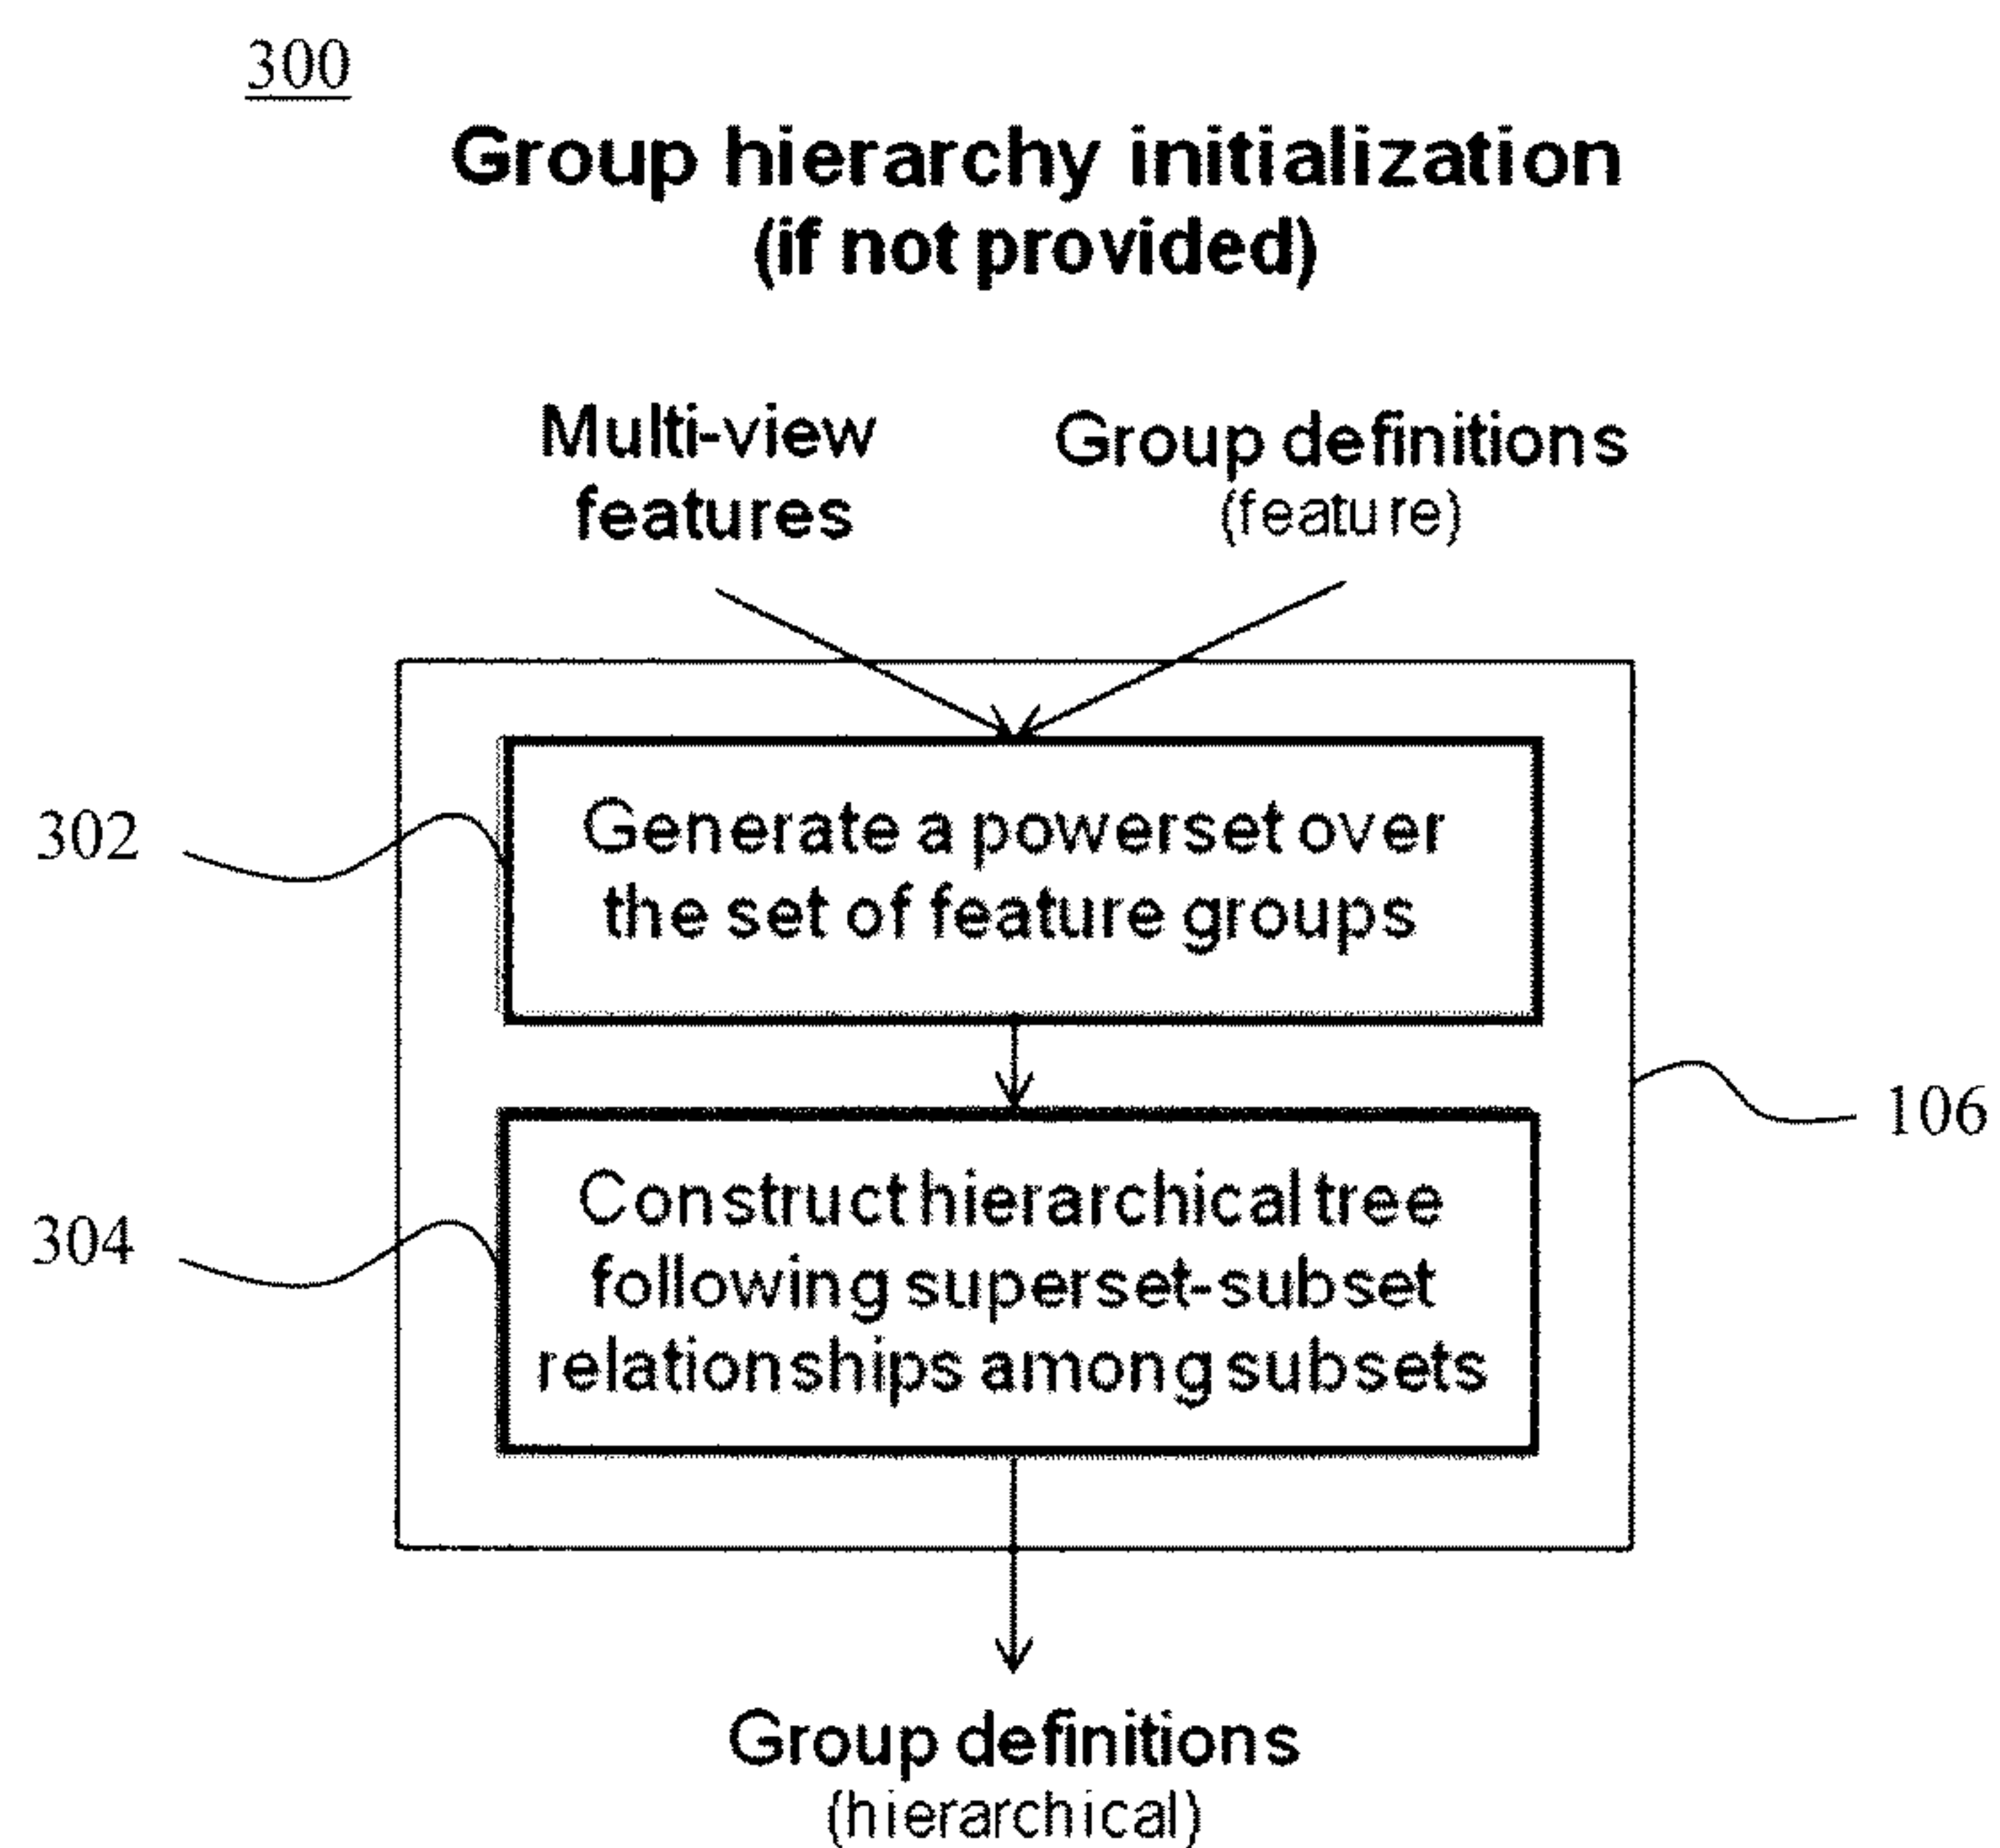 300
Group hierarchy initialization
(if not provided)
Multi-view
features
Group definitions
(feature)
302
Generate a powerset over
the set of feature groups
106
304
Construct hierarchical tree
following superset-subset
relationships among subsets
Group definitions
(hierarchical)